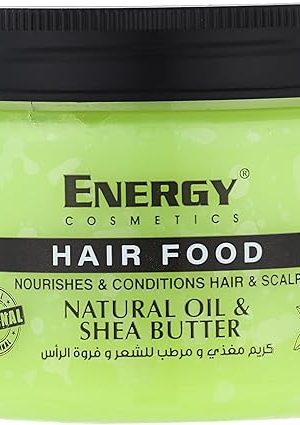 ENERGY®
COSMETICS
HAIR FOOD
NOURISHES & CONDITIONS HAIR & SCALP
NATURAL OIL &
SHEA BUTTER
كريم مغذي و مرطب للشعر و فروة الرأس